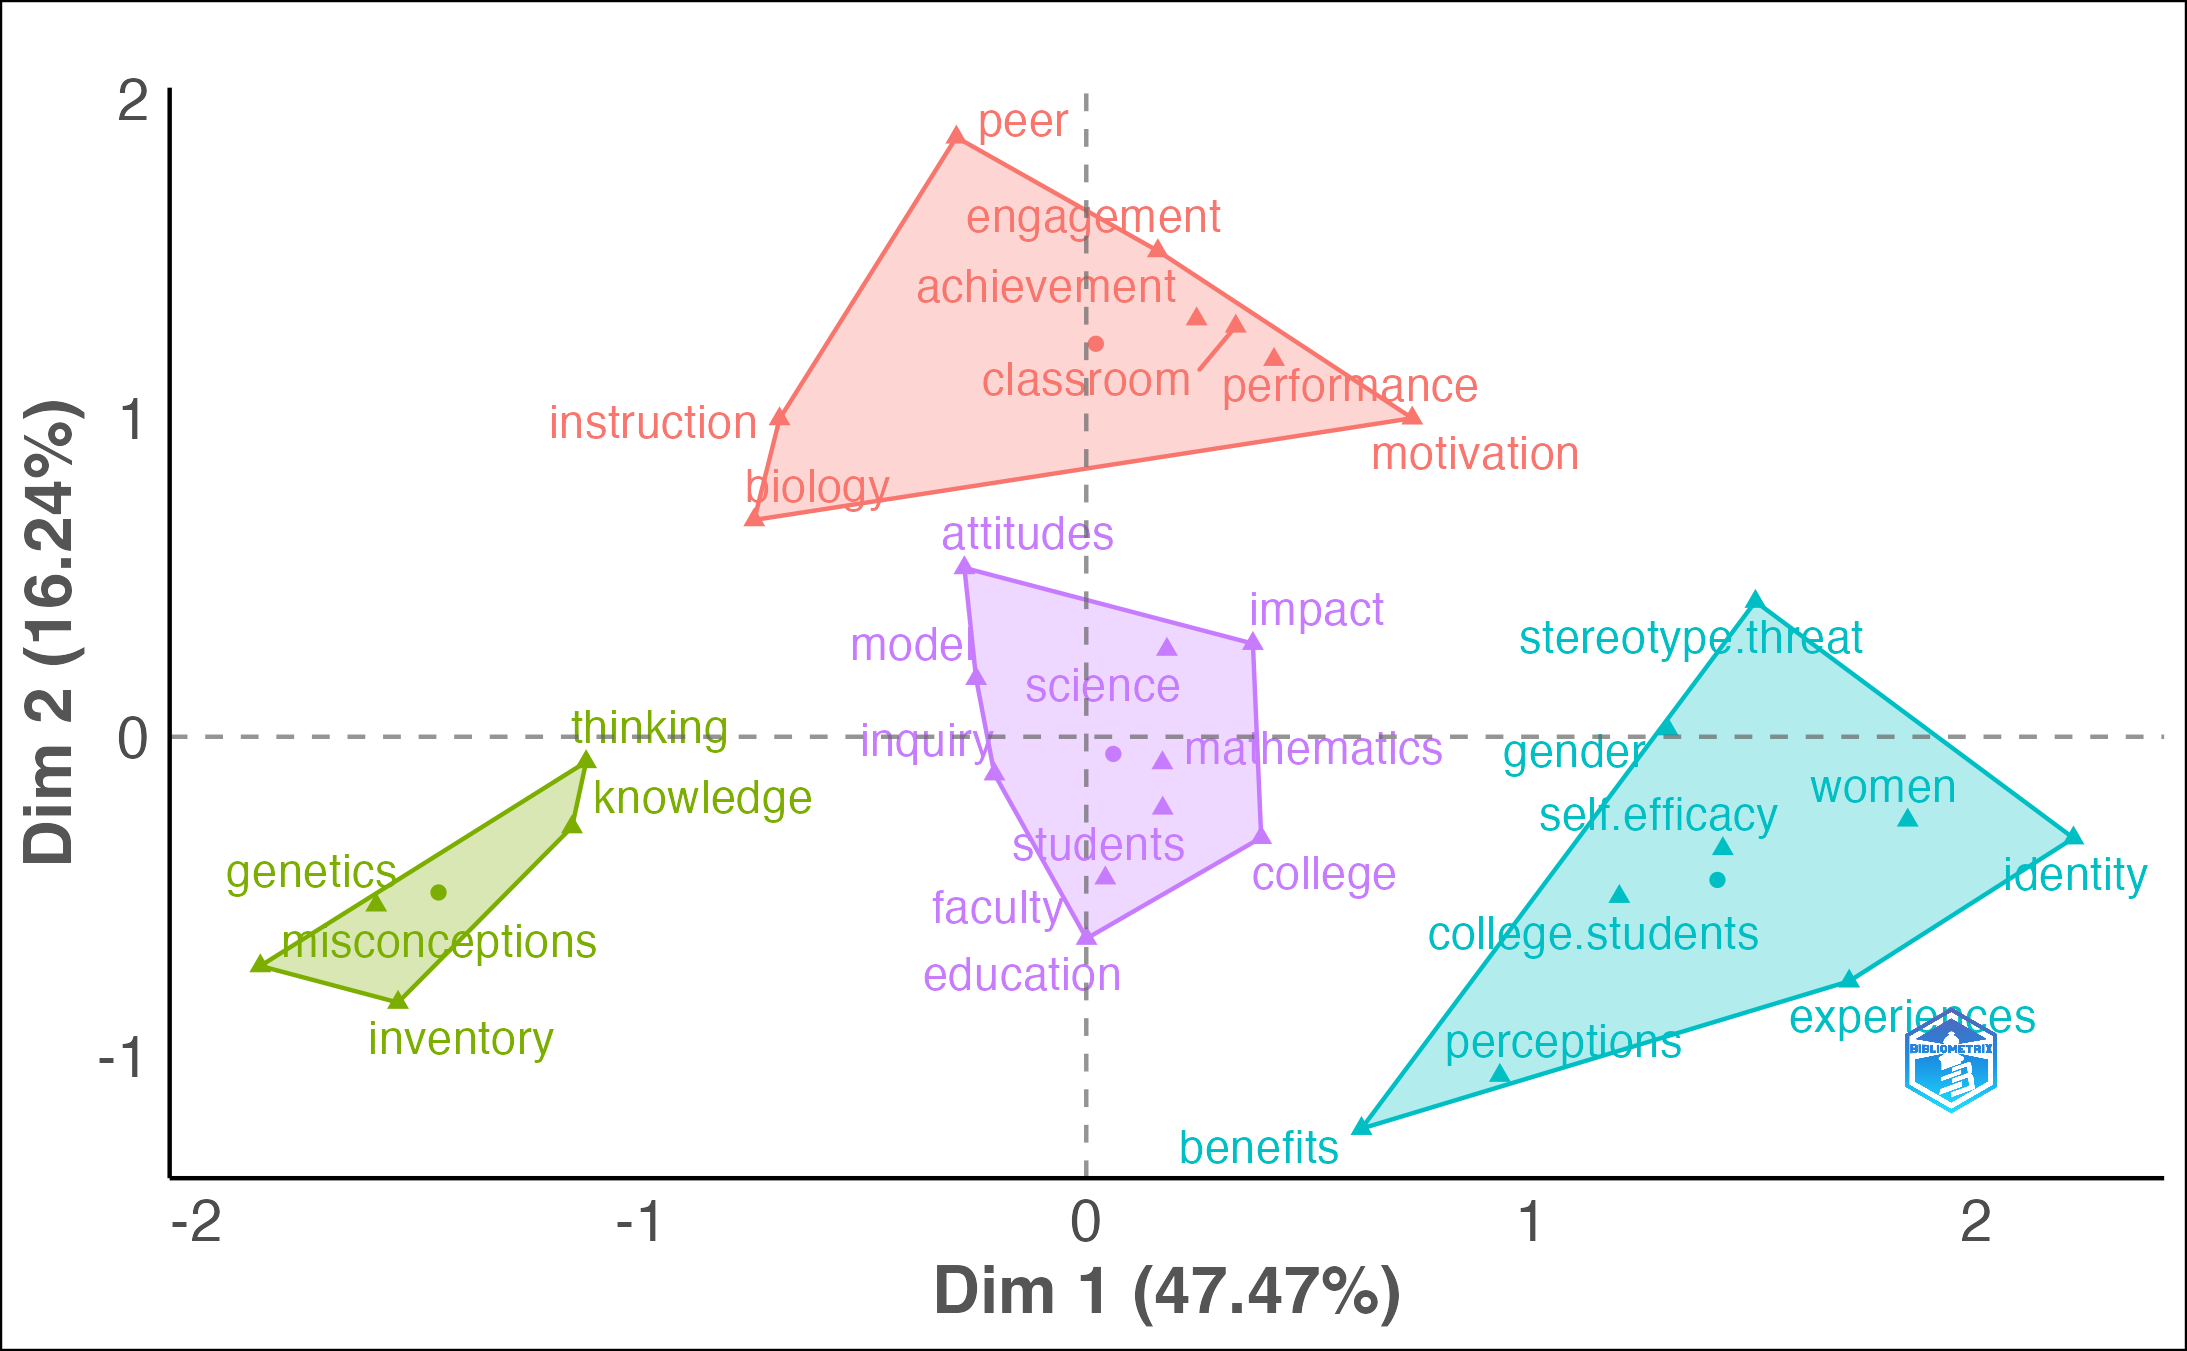 2
peer
engagement
achievement
classroom
performance
1
instruction
motivation
biology
attitudes
impact
model
stereotype.threat
science
thinking
0
inquiry
mathematics
gender
women
knowledge
self.efficacy
students
genetics
college
identity
faculty
college.students
misconceptions
education
experiences
inventory
perceptions
BIBLIOMETRIX
-1
benefits
Dim 2 (16.24%)
-2
-1
0
1
2
Dim 1 (47.47%)